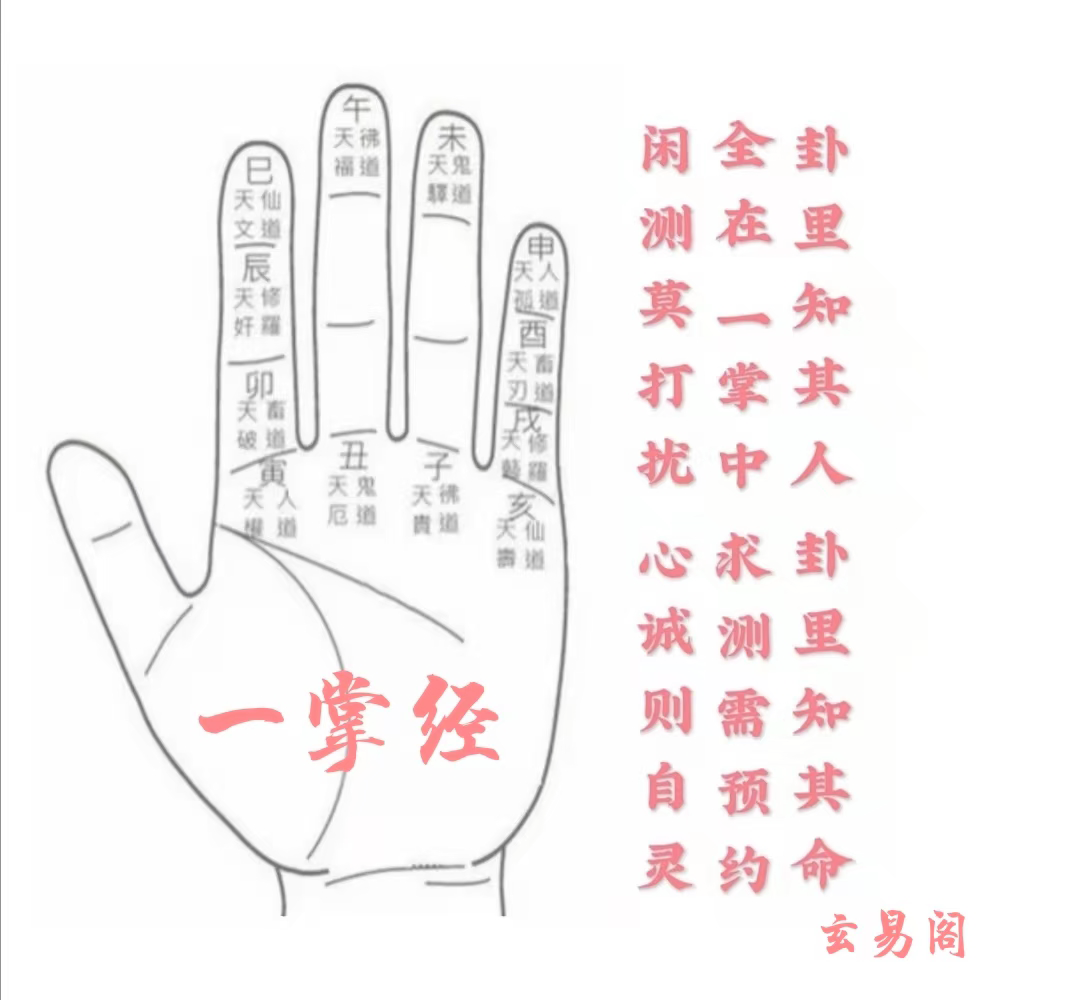 巳
仙道
天文
辰
修羅
天奸
卯
畜道
天破
寅
人道
天權
午
彿道
天福
丑
鬼道
天厄
未
鬼道
天驛
子
彿道
天貴
申
人道
天孤
酉
畜道
天刃
戌
修羅
天藝
亥
仙道
天壽
一掌经
卦里知其人 卦里知其命
全在一掌中 求测需预约
闲测莫打扰 心诚则自灵
玄易阁